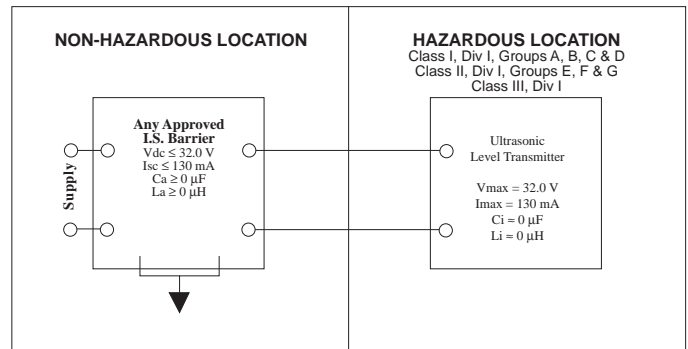 NON-HAZARDOUS LOCATION
Any Approved
I.S. Barrier
Vdc ≤ 32.0 V
Isc ≤ 130 mA
Ca ≥ 0 µF
La ≥ 0 µH
Supply
HAZARDOUS LOCATION
Class I, Div I, Groups A, B, C & D
Class II, Div I, Groups E, F & G
Class III, Div I
Ultrasonic
Level Transmitter
Vmax = 32.0 V
Imax = 130 mA
Ci = 0 µF
Li = 0 µH